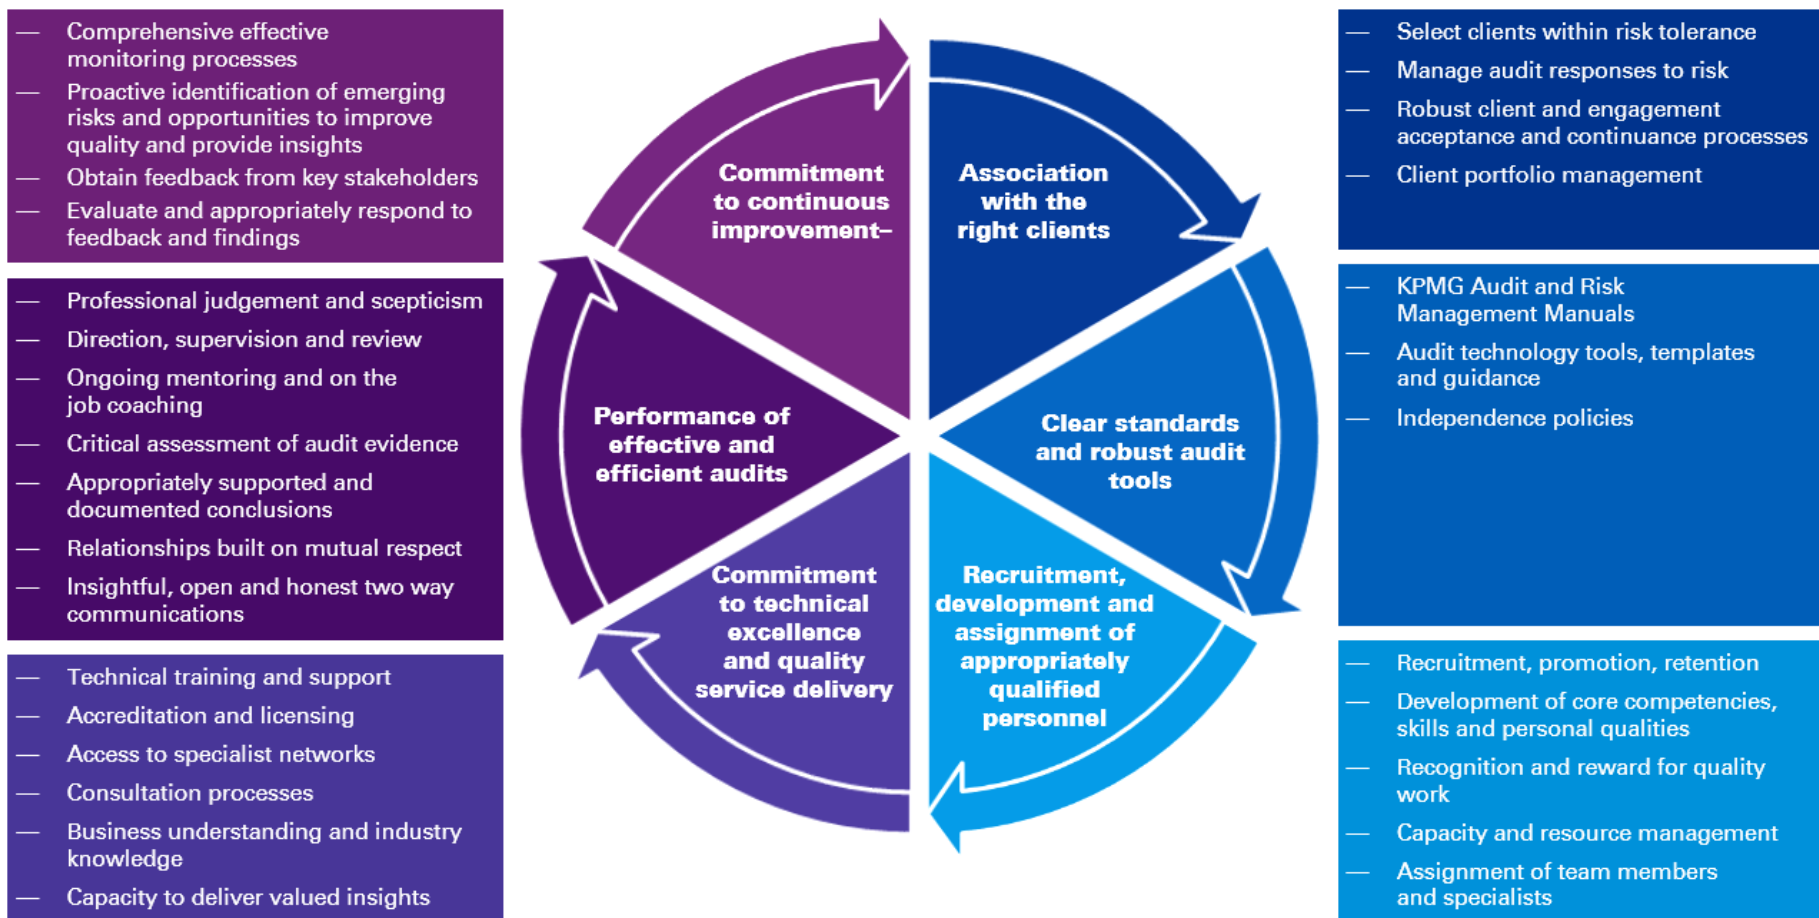 — Comprehensive effective
monitoring processes
— Proactive identification of emerging
risks and opportunities to improve
quality and provide insights
— Obtain feedback from key stakeholders
— Evaluate and appropriately respond to
feedback and findings
— Professional judgement and scepticism
— Direction, supervision and review
— Ongoing mentoring and on the
job coaching
— Critical assessment of audit evidence
— Appropriately supported and
documented conclusions
— Relationships built on mutual respect
— Insightful, open and honest two way
communications
— Technical training and support
— Accreditation and licensing
— Access to specialist networks
— Consultation processes
— Business understanding and industry
knowledge
— Capacity to deliver valued insights
Commitment
to continuous
improvement–
Association
with the
right clients
Performance of
effective and
efficient audits
Clear standards
and robust audit
tools
Commitment
to technical
excellence
and quality
service delivery
Recruitment,
development and
assignment of
appropriately
qualified
personnel
— Select clients within risk tolerance
— Manage audit responses to risk
— Robust client and engagement
acceptance and continuance processes
— Client portfolio management
— KPMG Audit and Risk
Management Manuals
— Audit technology tools, templates
and guidance
— Independence policies
— Recruitment, promotion, retention
— Development of core competencies,
skills and personal qualities
— Recognition and reward for quality
work
— Capacity and resource management
— Assignment of team members
and specialists